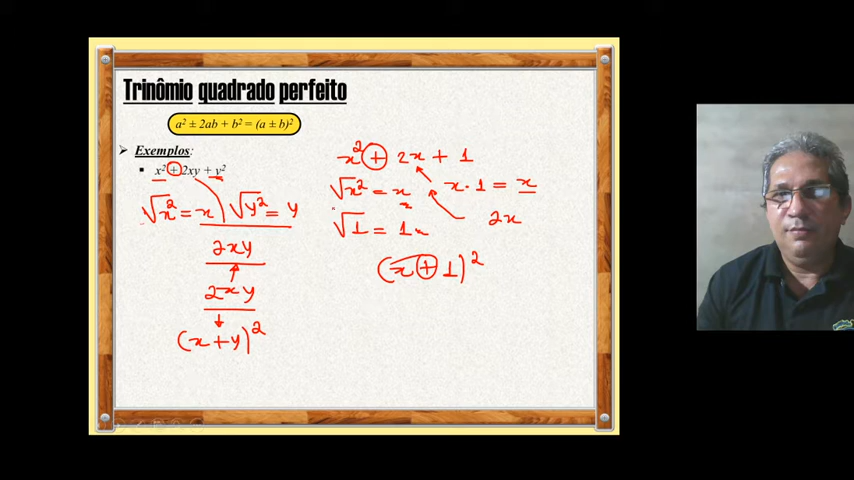 Trinômio quadrado perfeito
a² ± 2ab + b² = (a ± b)²
Exemplos:
x² + 2xy + y²
√x² = x √y² = y
2xy
2xy
(x + y)²
x² + 2x + 1
√x² = x x · 1 = x
2x
√1 = 1
(x + 1)²